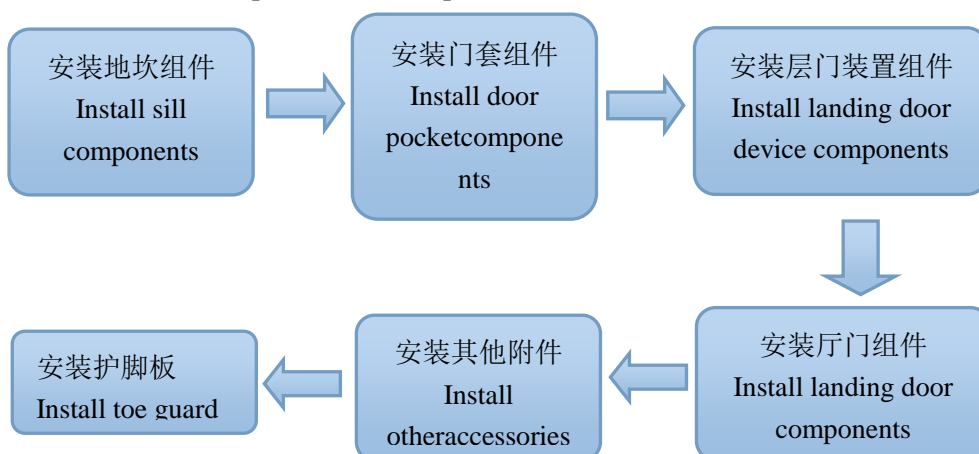 安装地坎组件
Install sill
components
安装门套组件
Install door
pocketcompone
nts
安装层门装置组件
Install landing door
device components
安装厅门组件
Install landing door
components
安装其他附件
Install
otheraccessories
安装护脚板
Install toe guard